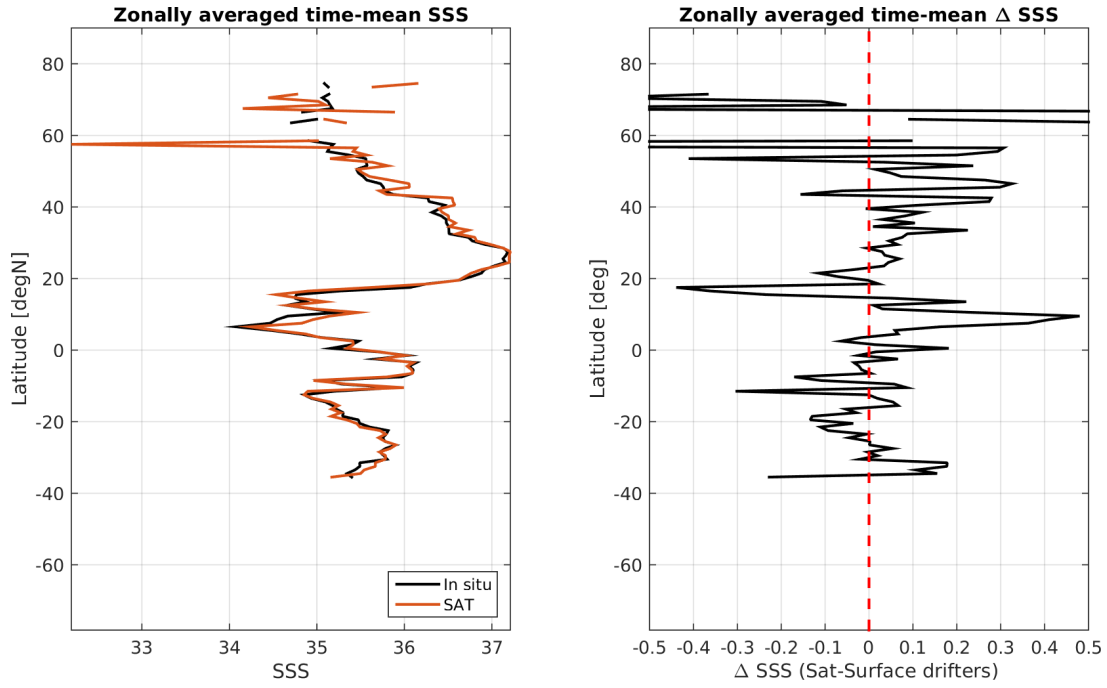 Zonally averaged time-mean SSS
80
60
40
20
0
-20
-40
-60
Latitude [degN]
33
34
35
36
37
SSS
In situ
SAT
Zonally averaged time-mean Δ SSS
80
60
40
20
0
-20
-40
-60
Latitude [deg]
-0.5 -0.4 -0.3 -0.2 -0.1 0 0.1 0.2 0.3 0.4 0.5
Δ SSS (Sat-Surface drifters)